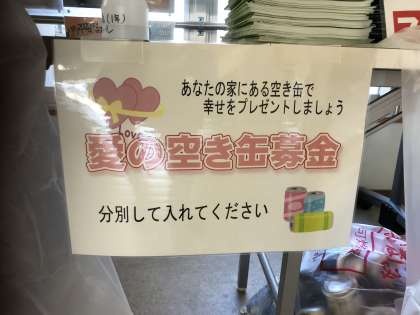 あなたの家にある空き缶で
幸せをプレゼントしましょう
Love
愛の空き缶募金
分別して入れてください